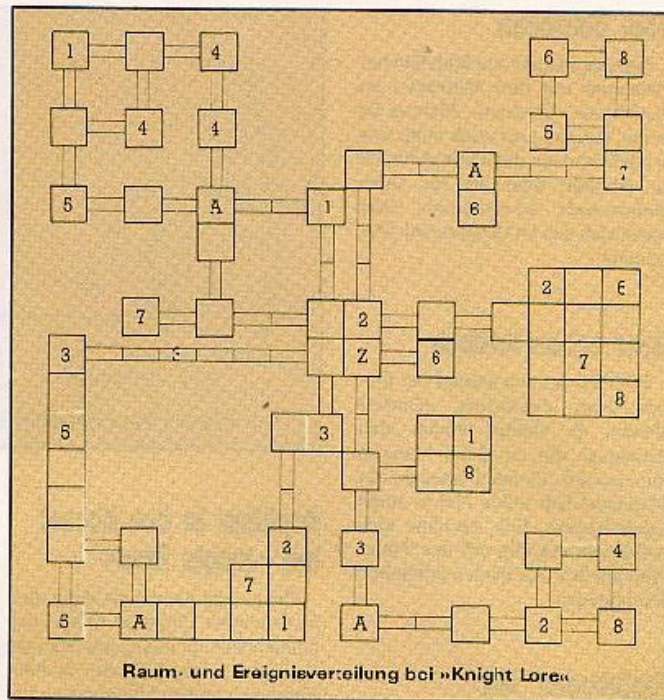 1 4 6 8
4 4 5
A 7
5 A 1 6
2 6
7 2
3 3 Z 6 7
8
5 3 1
8
2 3 4
7
5 A 1 A 2 8
Raum- und Ereignisverteilung bei »Knight Lore«